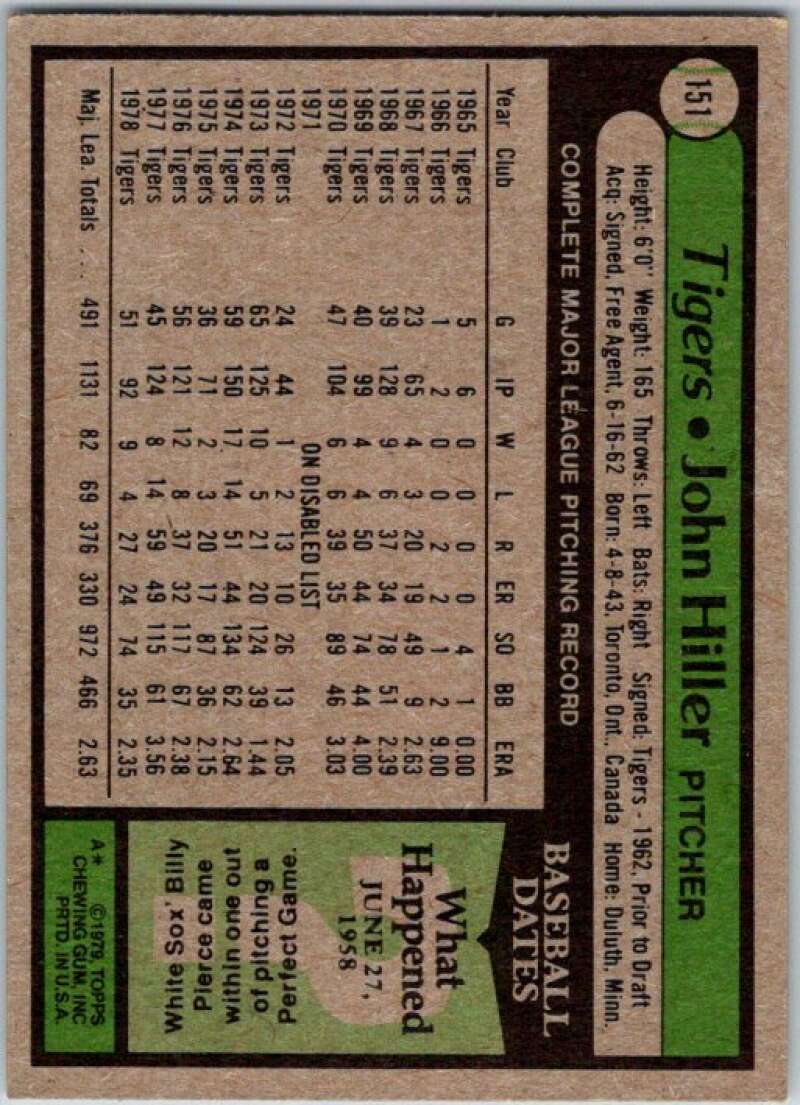 151
Tigers • John Hiller PITCHER
Height: 6'0" Weight: 165 Throws: Left Bats: Right Signed: Tigers - 1962, Prior to Draft
Acq: Signed, Free Agent, 6-16-62 Born: 4-8-43, Toronto, Ont., Canada Home: Duluth, Minn.
COMPLETE MAJOR LEAGUE PITCHING RECORD
Year Club G IP W L R ER SO BB ERA
1965 Tigers 5 6 0 0 0 0 4 1 0.00
1966 Tigers 1 2 0 0 2 2 1 2 9.00
1967 Tigers 23 65 4 3 20 19 49 9 2.63
1968 Tigers 39 128 9 6 37 34 78 51 2.39
1969 Tigers 40 99 4 4 50 44 74 44 4.00
1970 Tigers 47 104 6 6 39 35 89 46 3.03
1971 ON DISABLED LIST
1972 Tigers 24 44 1 2 13 10 26 13 2.05
1973 Tigers 65 125 10 5 21 20 124 39 1.44
1974 Tigers 59 150 17 14 51 44 134 62 2.64
1975 Tigers 36 71 2 3 20 17 87 36 2.15
1976 Tigers 56 121 12 8 37 32 117 67 2.38
1977 Tigers 45 124 8 14 59 49 115 61 3.56
1978 Tigers 51 92 9 4 27 24 74 35 2.35
Maj. Lea. Totals . . . 491 1131 82 69 376 330 972 466 2.63
BASEBALL
DATES
What
Happened
JUNE 27,
1958
White Sox' Billy
Pierce came
within one out
of pitching a
Perfect Game.
A* ©1979, TOPPS
CHEWING GUM, INC
PRTD. IN U.S.A.